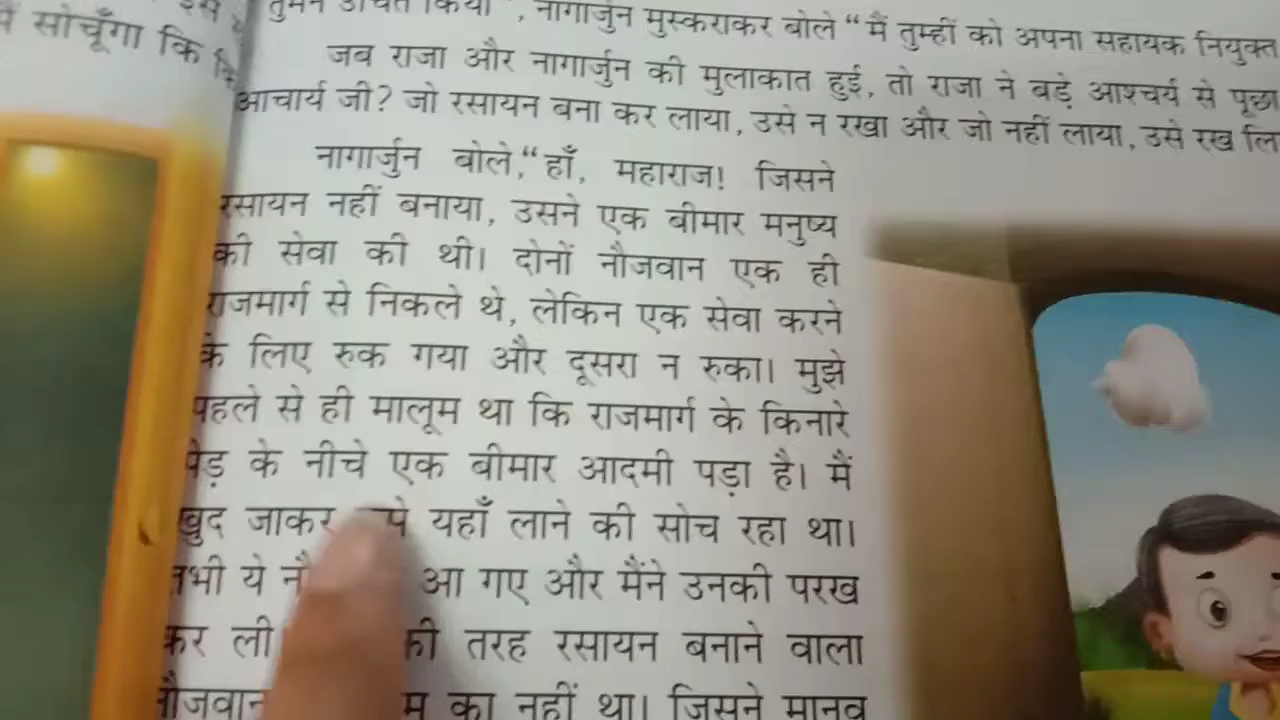 सोचूँगा कि
तुमने उचित किया", नागार्जुन मुस्कराकर बोले "मैं तुम्हीं को अपना सहायक नियुक्त
जब राजा और नागार्जुन की मुलाकात हुई, तो राजा ने बड़े आश्चर्य से पूछा
आचार्य जी? जो रसायन बना कर लाया, उसे न रखा और जो नहीं लाया, उसे रख लि
नागार्जुन बोले,"हाँ, महाराज! जिसने
रसायन नहीं बनाया, उसने एक बीमार मनुष्य
की सेवा की थी। दोनों नौजवान एक ही
राजमार्ग से निकले थे, लेकिन एक सेवा करने
के लिए रुक गया और दूसरा न रुका। मुझे
पहले से ही मालूम था कि राजमार्ग के किनारे
पेड़ के नीचे एक बीमार आदमी पड़ा है। मैं
खुद जाकर यहाँ लाने की सोच रहा था।
तभी ये आ गए और मैंने उनकी परख
कर ली की तरह रसायन बनाने वाला
नौजवान का नहीं था। जिसने मानव